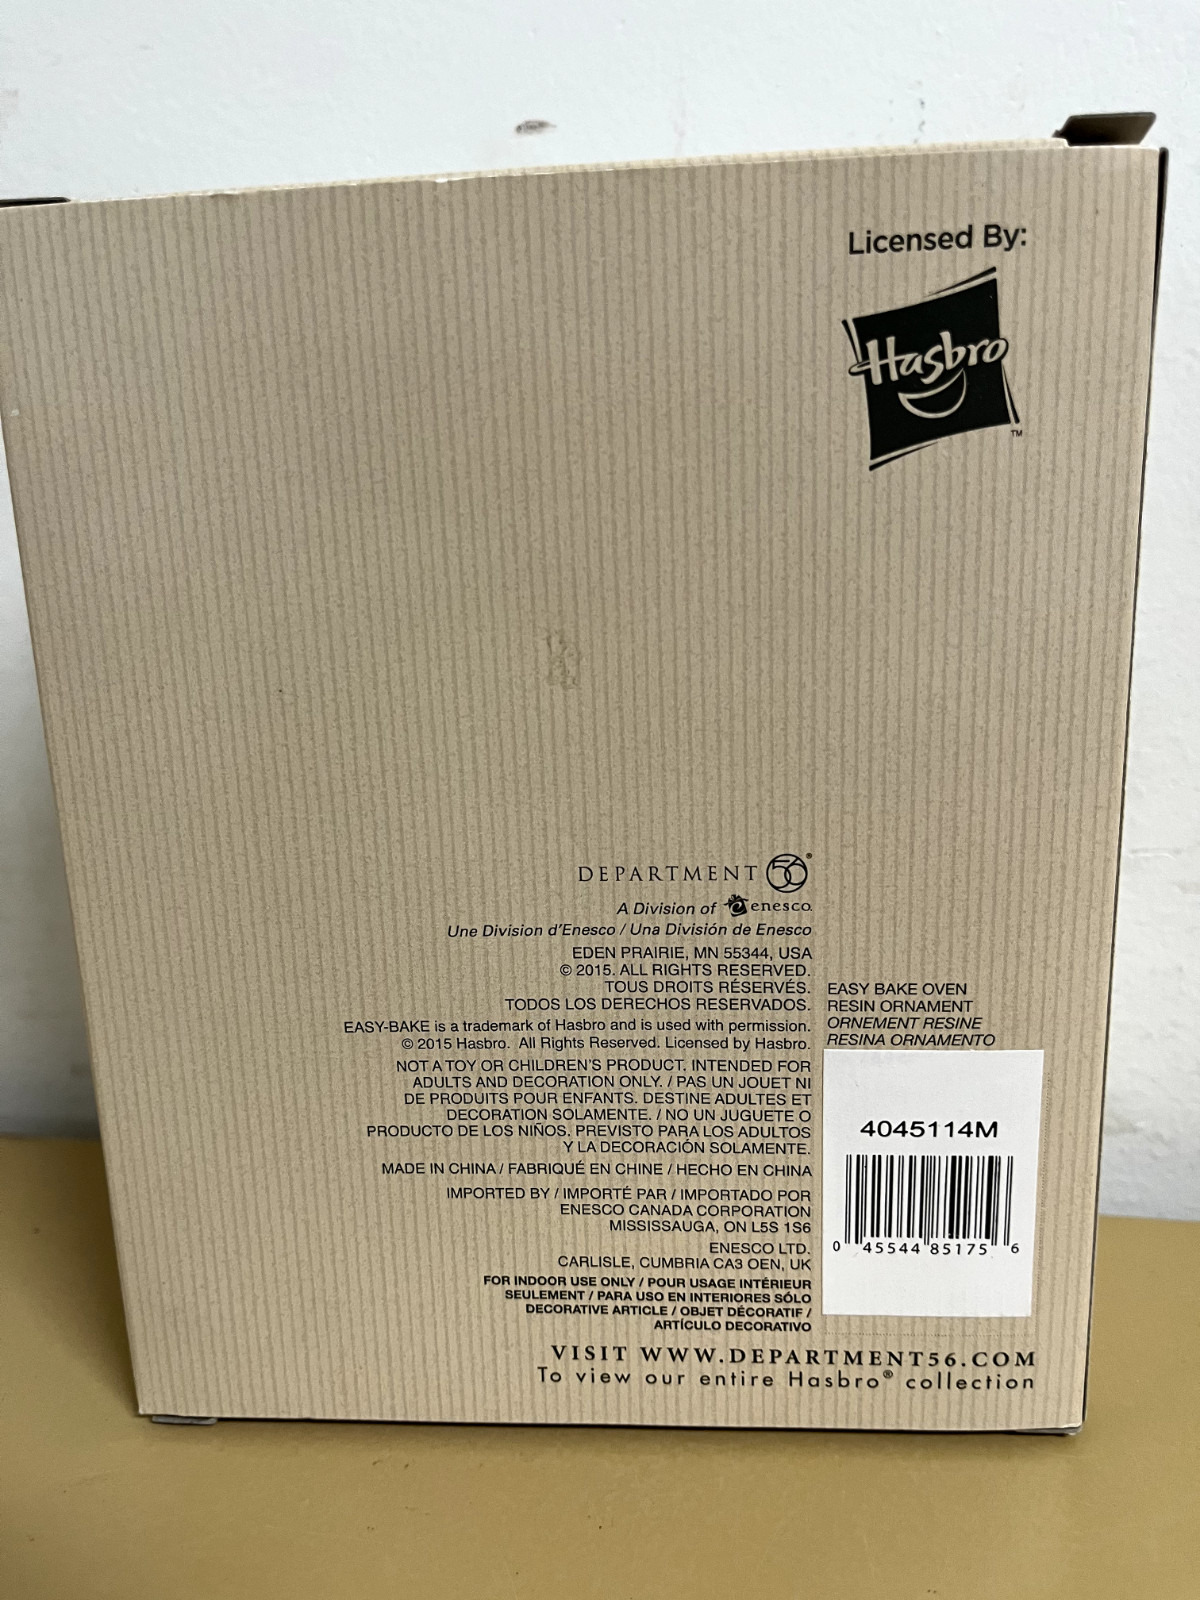 Licensed By:
Hasbro
TM
DEPARTMENT 56®
A Division of enesco.
Une Division d'Enesco / Una División de Enesco
EDEN PRAIRIE, MN 55344, USA
© 2015. ALL RIGHTS RESERVED.
TOUS DROITS RÉSERVÉS.
TODOS LOS DERECHOS RESERVADOS.
EASY-BAKE is a trademark of Hasbro and is used with permission.
© 2015 Hasbro. All Rights Reserved. Licensed by Hasbro.
NOT A TOY OR CHILDREN'S PRODUCT. INTENDED FOR
ADULTS AND DECORATION ONLY. / PAS UN JOUET NI
DE PRODUITS POUR ENFANTS. DESTINE ADULTES ET
DECORATION SOLAMENTE. / NO UN JUGUETE O
PRODUCTO DE LOS NIÑOS. PREVISTO PARA LOS ADULTOS
Y LA DECORACIÓN SOLAMENTE.
MADE IN CHINA / FABRIQUÉ EN CHINE / HECHO EN CHINA
IMPORTED BY / IMPORTÉ PAR / IMPORTADO POR
ENESCO CANADA CORPORATION
MISSISSAUGA, ON L5S 1S6
ENESCO LTD.
CARLISLE, CUMBRIA CA3 OEN, UK
FOR INDOOR USE ONLY / POUR USAGE INTÉRIEUR
SEULEMENT / PARA USO EN INTERIORES SÓLO
DECORATIVE ARTICLE / OBJET DÉCORATIF /
ARTÍCULO DECORATIVO
EASY BAKE OVEN
RESIN ORNAMENT
ORNEMENT RESINE
RESINA ORNAMENTO
4045114M
0 45544 85175 6
VISIT WWW.DEPARTMENT56.COM
To view our entire Hasbro® collection